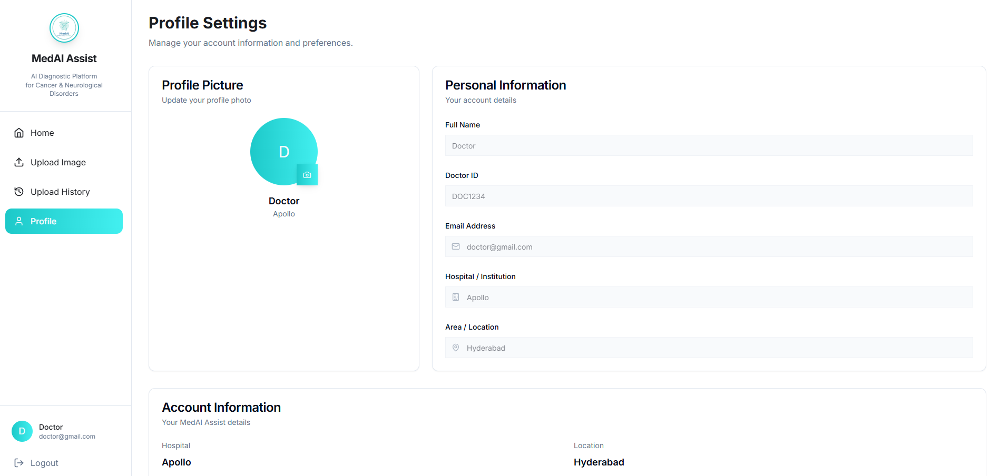 MedAI
MedAI Assist
AI Diagnostic Platform
for Cancer & Neurological
Disorders
Home
Upload Image
Upload History
Profile
D
Doctor
doctor@gmail.com
Logout
Profile Settings
Manage your account information and preferences.
Profile Picture
Update your profile photo
D
Doctor
Apollo
Personal Information
Your account details
Full Name
Doctor
Doctor ID
DOC1234
Email Address
doctor@gmail.com
Hospital / Institution
Apollo
Area / Location
Hyderabad
Account Information
Your MedAI Assist details
Hospital
Apollo
Location
Hyderabad